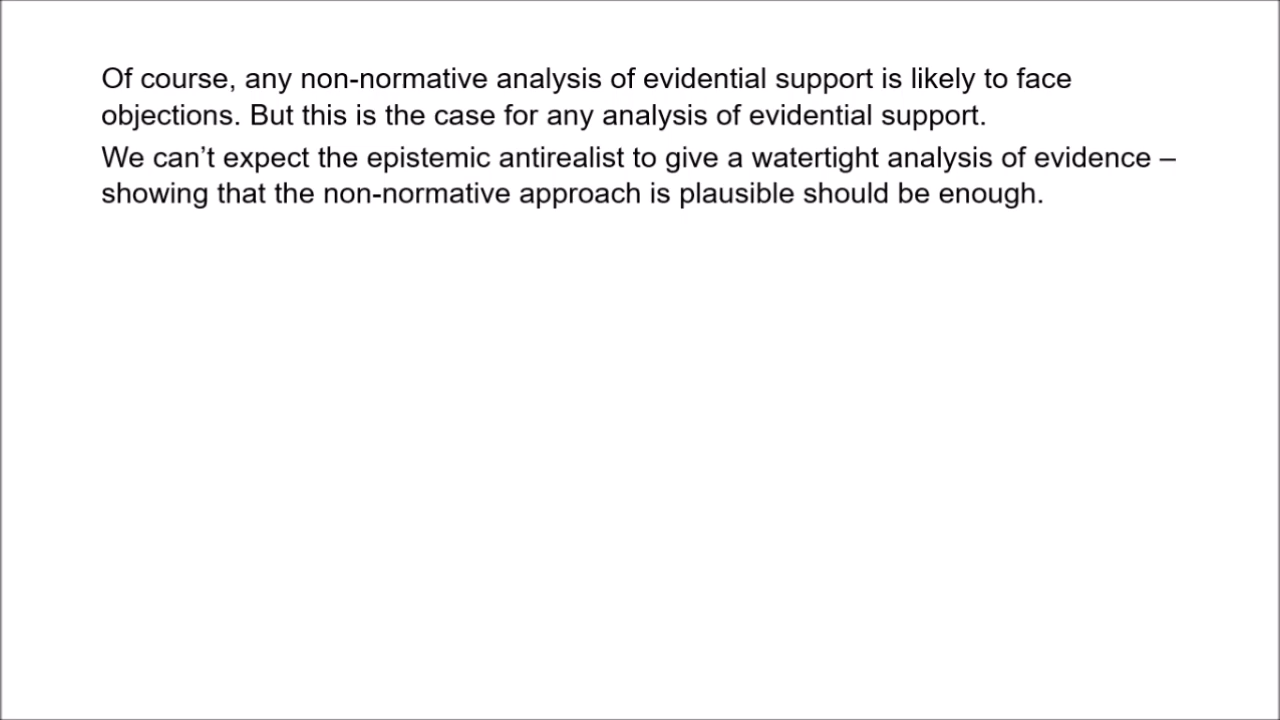 Of course, any non-normative analysis of evidential support is likely to face
objections. But this is the case for any analysis of evidential support.
We can’t expect the epistemic antirealist to give a watertight analysis of evidence –
showing that the non-normative approach is plausible should be enough.